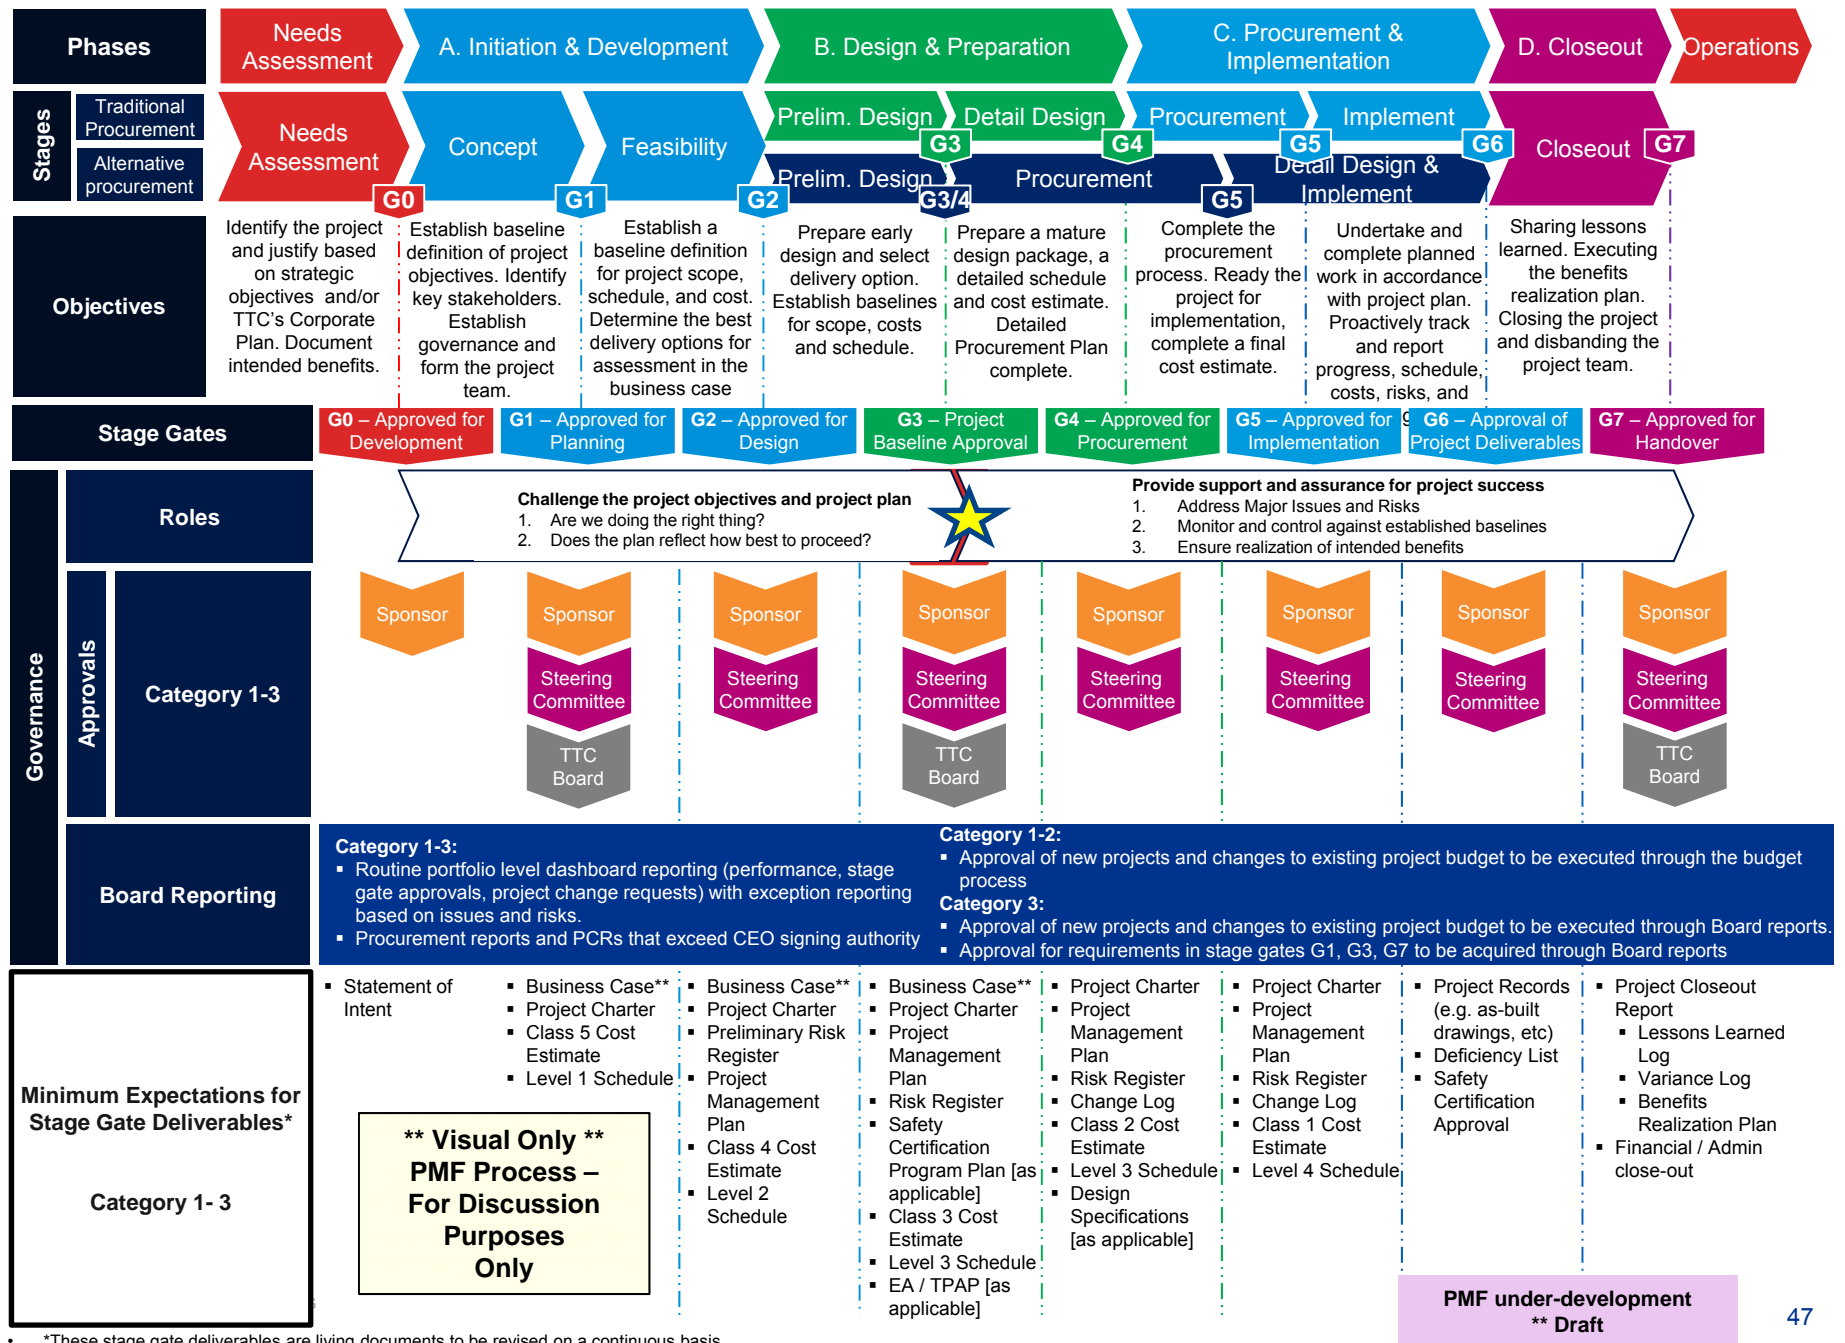 Phases
Needs
Assessment
A. Initiation & Development
B. Design & Preparation
C. Procurement &
Implementation
D. Closeout
Operations
Stages
Traditional
Procurement
Alternative
procurement
Needs
Assessment
Concept
Feasibility
Prelim. Design
Detail Design
Procurement
Implement
Prelim. Design
Procurement
Detail Design &
Implement
Closeout
G0
G1
G2
G3
G3/4
G4
G5
G5
G6
G7
Objectives
Identify the project
and justify based
on strategic
objectives and/or
TTC's Corporate
Plan. Document
intended benefits.
Establish baseline
definition of project
objectives. Identify
key stakeholders.
Establish
governance and
form the project
team.
Establish a
baseline definition
for project scope,
schedule, and cost.
Determine the best
delivery options for
assessment in the
business case
Prepare early
design and select
delivery option.
Establish baselines
for scope, costs
and schedule.
Prepare a mature
design package, a
detailed schedule
and cost estimate.
Detailed
Procurement Plan
complete.
Complete the
procurement
process. Ready the
project for
implementation,
complete a final
cost estimate.
Undertake and
complete planned
work in accordance
with project plan.
Proactively track
and report
progress, schedule,
costs, risks, and
Sharing lessons
learned. Executing
the benefits
realization plan.
Closing the project
and disbanding the
project team.
Stage Gates
G0 – Approved for
Development
G1 – Approved for
Planning
G2 – Approved for
Design
G3 – Project
Baseline Approval
G4 – Approved for
Procurement
G5 – Approved for
Implementation
G6 – Approval of
Project Deliverables
G7 – Approved for
Handover
Governance
Roles
Challenge the project objectives and project plan
1. Are we doing the right thing?
2. Does the plan reflect how best to proceed?
Provide support and assurance for project success
1. Address Major Issues and Risks
2. Monitor and control against established baselines
3. Ensure realization of intended benefits
Approvals
Category 1-3
Sponsor
Sponsor
Steering
Committee
TTC
Board
Sponsor
Steering
Committee
Sponsor
Steering
Committee
TTC
Board
Sponsor
Steering
Committee
Sponsor
Steering
Committee
Sponsor
Steering
Committee
Sponsor
Steering
Committee
TTC
Board
Board Reporting
Category 1-3:
▪ Routine portfolio level dashboard reporting (performance, stage
gate approvals, project change requests) with exception reporting
based on issues and risks.
▪ Procurement reports and PCRs that exceed CEO signing authority
Category 1-2:
▪ Approval of new projects and changes to existing project budget to be executed through the budget
process
Category 3:
▪ Approval of new projects and changes to existing project budget to be executed through Board reports.
▪ Approval for requirements in stage gates G1, G3, G7 to be acquired through Board reports
Minimum Expectations for
Stage Gate Deliverables*
Category 1- 3
▪ Statement of
Intent
▪ Business Case**
▪ Project Charter
▪ Class 5 Cost
Estimate
▪ Level 1 Schedule
▪ Business Case**
▪ Project Charter
▪ Preliminary Risk
Register
▪ Project
Management
Plan
▪ Class 4 Cost
Estimate
▪ Level 2
Schedule
▪ Business Case**
▪ Project Charter
▪ Project
Management
Plan
▪ Risk Register
▪ Safety
Certification
Program Plan [as
applicable]
▪ Class 3 Cost
Estimate
▪ Level 3 Schedule
▪ EA / TPAP [as
applicable]
▪ Project Charter
▪ Project
Management
Plan
▪ Risk Register
▪ Change Log
▪ Class 2 Cost
Estimate
▪ Level 3 Schedule
▪ Design
Specifications
[as applicable]
▪ Project Charter
▪ Project
Management
Plan
▪ Risk Register
▪ Change Log
▪ Class 1 Cost
Estimate
▪ Level 4 Schedule
▪ Project Records
(e.g. as-built
drawings, etc)
▪ Deficiency List
▪ Safety
Certification
Approval
▪ Project Closeout
Report
▪ Lessons Learned
Log
▪ Variance Log
▪ Benefits
Realization Plan
▪ Financial / Admin
close-out
** Visual Only **
PMF Process –
For Discussion
Purposes
Only
PMF under-development
** Draft
47
• *These stage gate deliverables are living documents to be revised on a continuous basis